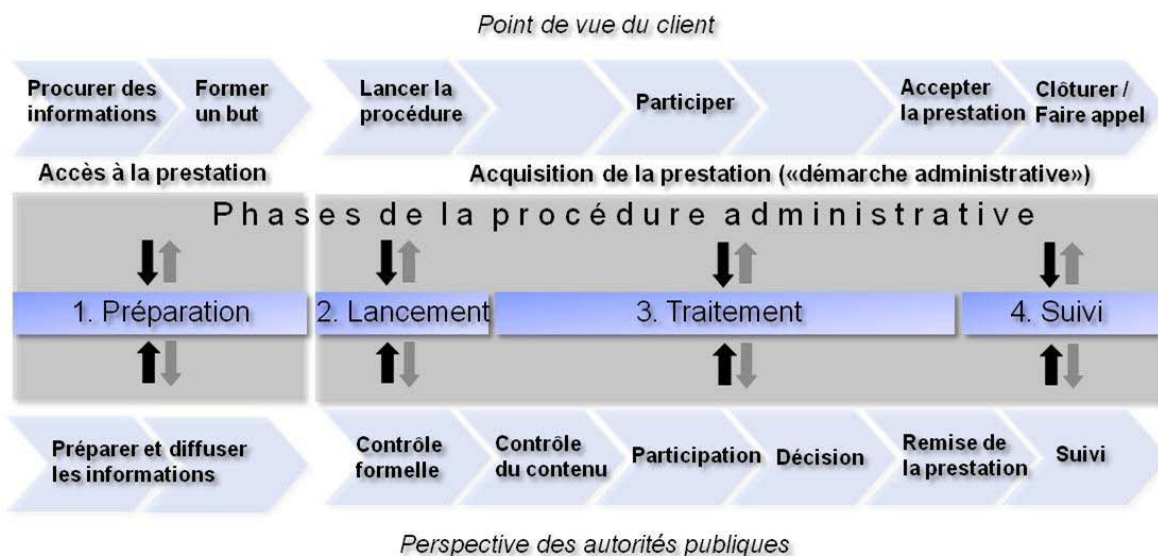 Point de vue du client
Procurer des
informations
Former
un but
Lancer la
procédure
Participer
Accepter
la prestation
Clôturer /
Faire appel
Accès à la prestation
Acquisition de la prestation («démarche administrative»)
Phases de la procédure administrative
1. Préparation
2. Lancement
3. Traitement
4. Suivi
Préparer et diffuser
les informations
Contrôle
formelle
Contrôle
du contenu
Participation
Décision
Remise de
la prestation
Suivi
Perspective des autorités publiques